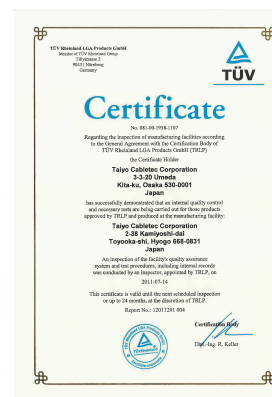 TÜV Rheinland LGA Products GmbH
Member of TÜV Rheinland Group
Tillystrasse 2
90431 Nürnberg
Germany
TÜV
Certificate
No. 081-00-1938-1107
Regarding the inspection of manufacturing facilities according
to the General Agreement with the Certification Body of
TÜV Rheinland LGA Products GmbH (TRLP)
the Certificate Holder
Taiyo Cabletec Corporation
3-3-20 Umeda
Kita-ku, Osaka 530-0001
Japan
has successfully demonstrated that an internal quality control
and necessary tests are being carried out for those products
approved by TRLP and produced at the manufacturing facility:
Taiyo Cabletec Corporation
2-38 Kamiyoshi-dai
Toyooka-shi, Hyogo 668-0831
Japan
An inspection of the facility's quality assurance
system and test procedures, including internal records
was conducted by an inspector, appointed by TRLP, on
2011-07-14
This certificate is valid until the next scheduled inspection
or up to 24 months, at the discretion of TRLP.
Report No.: 12011291 004
Certification Body
Dipl.-Ing. R. Keller
TÜV Rheinland LGA Products GmbH
TÜVRheinland